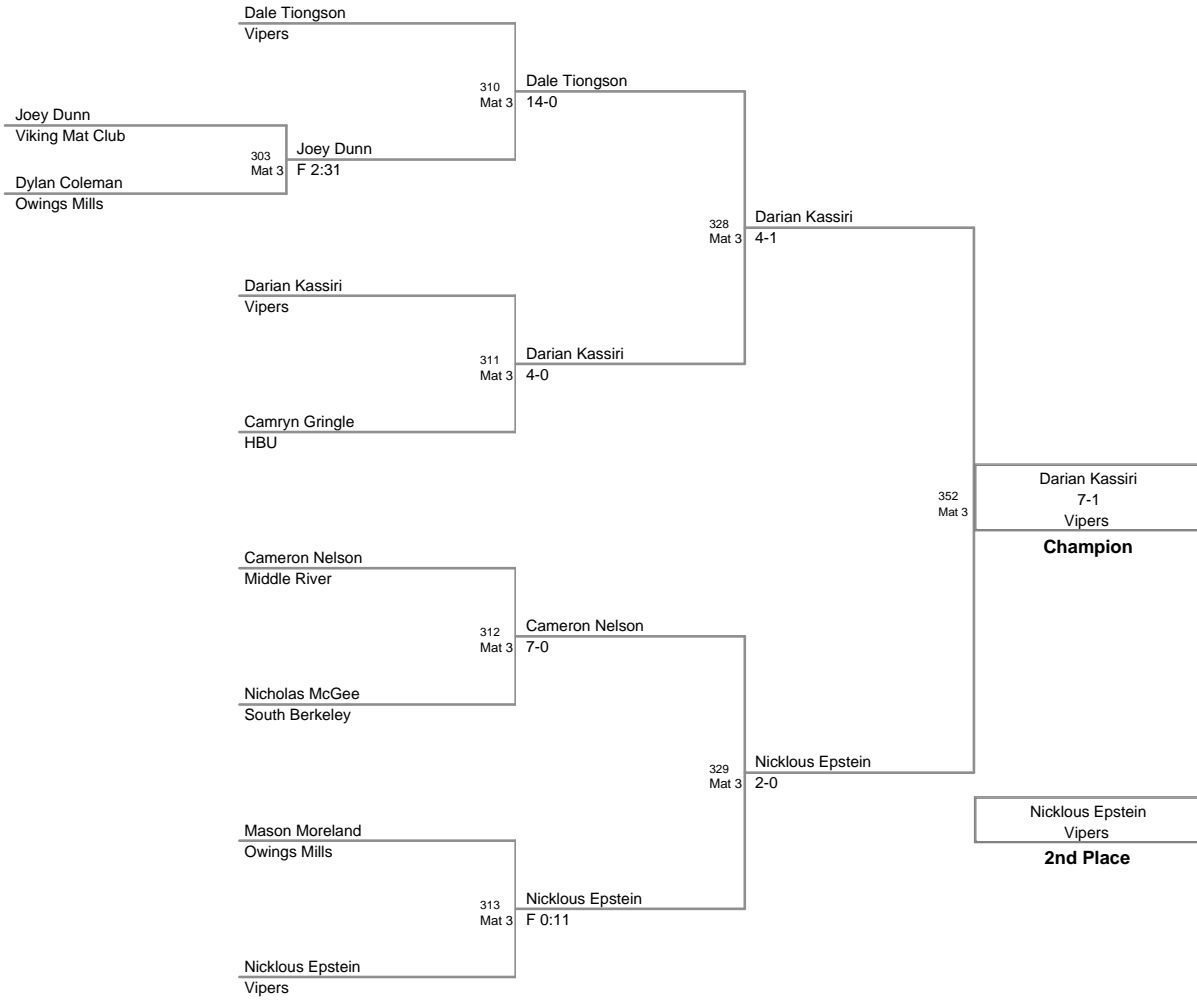 Dale Tiongson
Vipers
310
Mat 3
Dale Tiongson
14-0
Joey Dunn
Viking Mat Club
303
Mat 3
Joey Dunn
F 2:31
Dylan Coleman
Owings Mills
328
Mat 3
Darian Kassiri
4-1
Darian Kassiri
Vipers
311
Mat 3
Darian Kassiri
4-0
Camryn Gringle
HBU
352
Mat 3
Darian Kassiri
7-1
Vipers
Champion
Cameron Nelson
Middle River
312
Mat 3
Cameron Nelson
7-0
Nicholas McGee
South Berkeley
329
Mat 3
Nicklous Epstein
2-0
Nicklous Epstein
Vipers
2nd Place
Mason Moreland
Owings Mills
313
Mat 3
Nicklous Epstein
F 0:11
Nicklous Epstein
Vipers